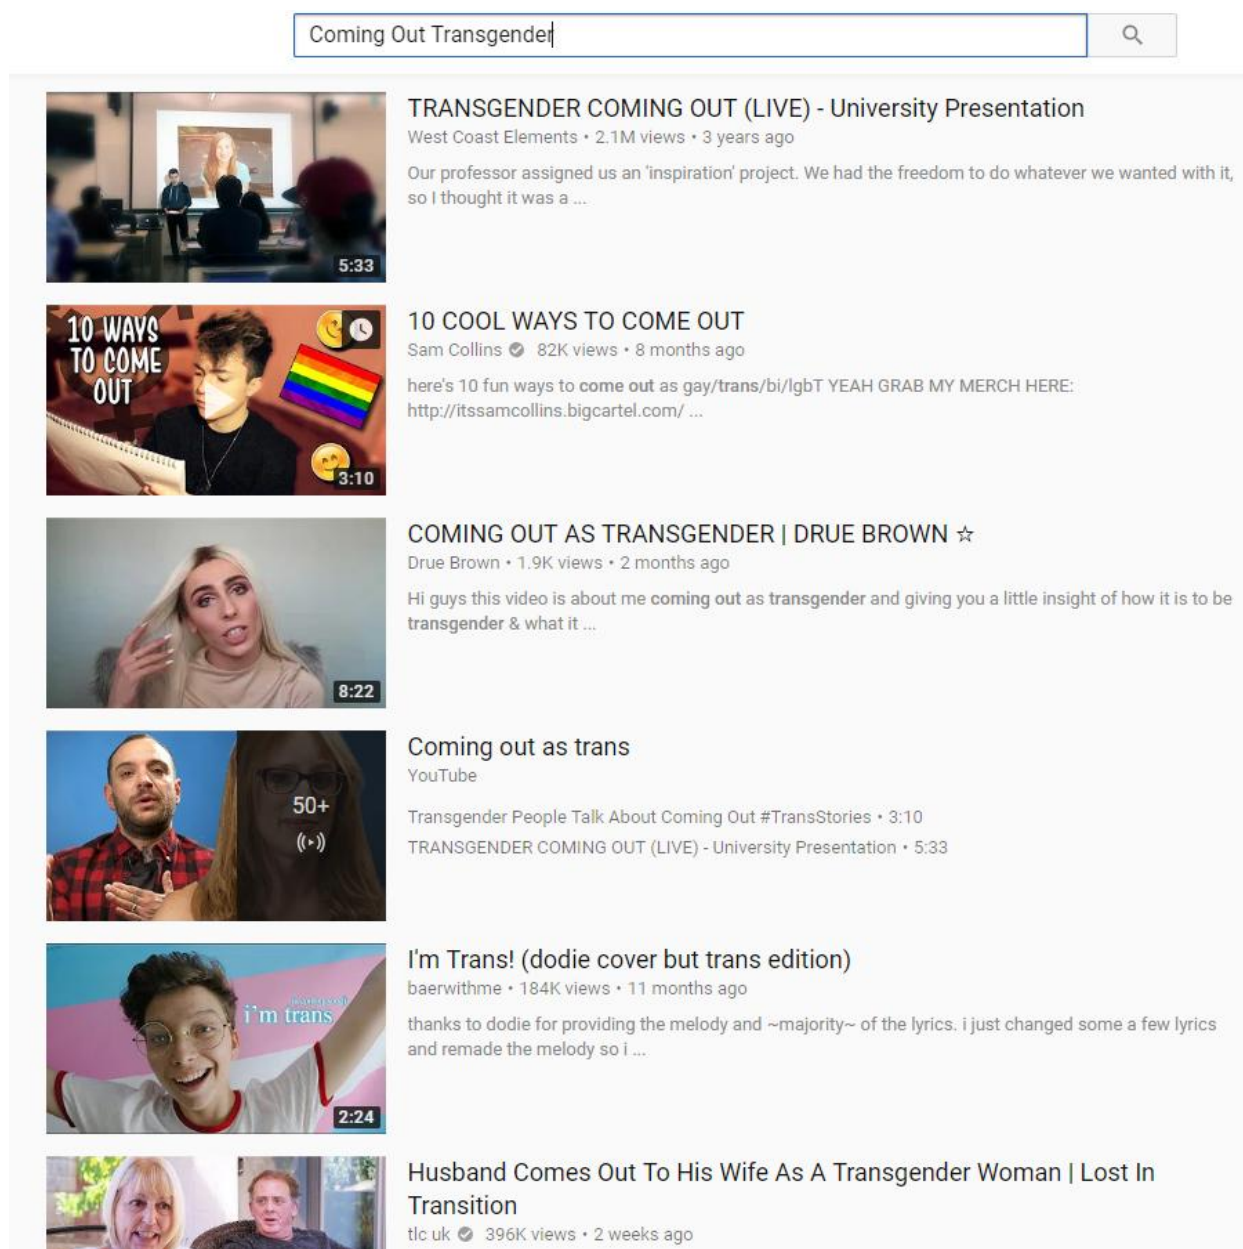 Coming Out Transgender
TRANSGENDER COMING OUT (LIVE) - University Presentation
West Coast Elements • 2.1M views • 3 years ago
Our professor assigned us an 'inspiration' project. We had the freedom to do whatever we wanted with it,
so I thought it was a ...
5:33
10 WAYS
TO COME
OUT
3:10
10 COOL WAYS TO COME OUT
Sam Collins 82K views • 8 months ago
here's 10 fun ways to come out as gay/trans/bi/lgbT YEAH GRAB MY MERCH HERE:
http://itssamcollins.bigcartel.com/ ...
8:22
COMING OUT AS TRANSGENDER | DRUE BROWN ☆
Drue Brown • 1.9K views • 2 months ago
Hi guys this video is about me coming out as transgender and giving you a little insight of how it is to be
transgender & what it ...
50+
Coming out as trans
YouTube
Transgender People Talk About Coming Out #TransStories • 3:10
TRANSGENDER COMING OUT (LIVE) - University Presentation • 5:33
i'm trans
2:24
I'm Trans! (dodie cover but trans edition)
baerwithme • 184K views • 11 months ago
thanks to dodie for providing the melody and ~majority~ of the lyrics. i just changed some a few lyrics
and remade the melody so i ...
Husband Comes Out To His Wife As A Transgender Woman | Lost In
Transition
tlc uk 396K views • 2 weeks ago